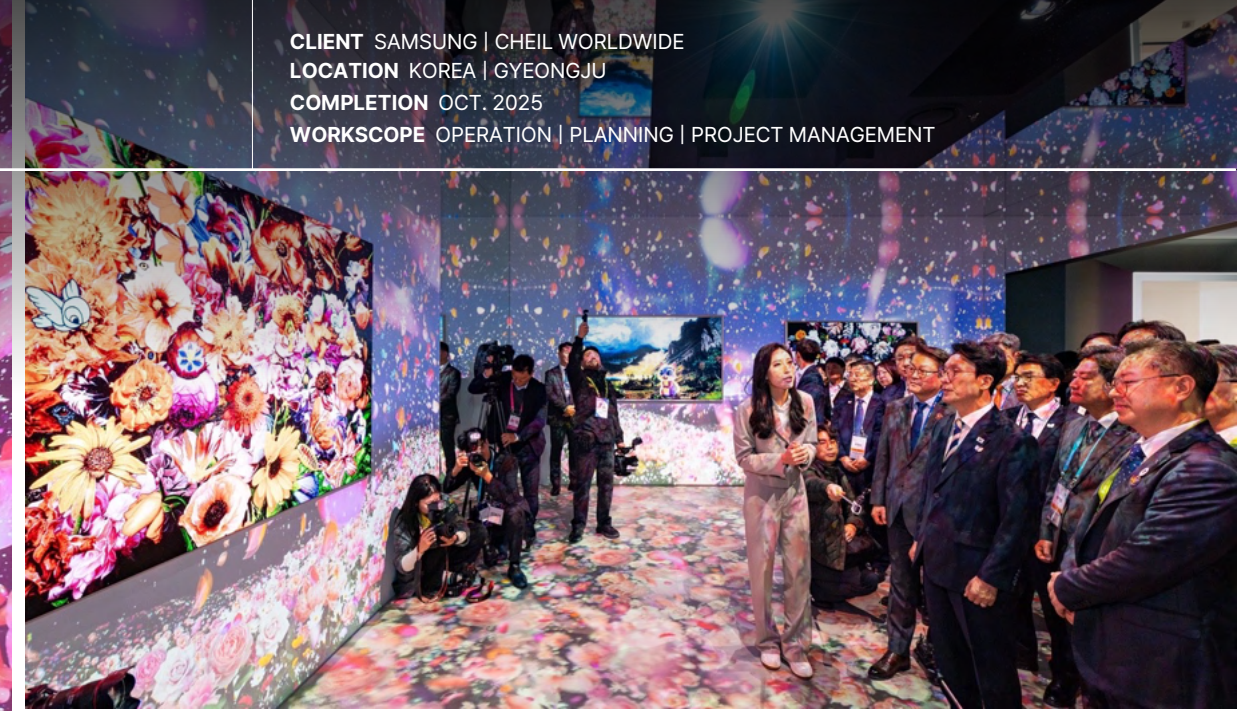 CLIENT SAMSUNG | CHEIL WORLDWIDE
LOCATION KOREA | GYEONGJU
COMPLETION OCT. 2025
WORKSCOPE OPERATION | PLANNING | PROJECT MANAGEMENT